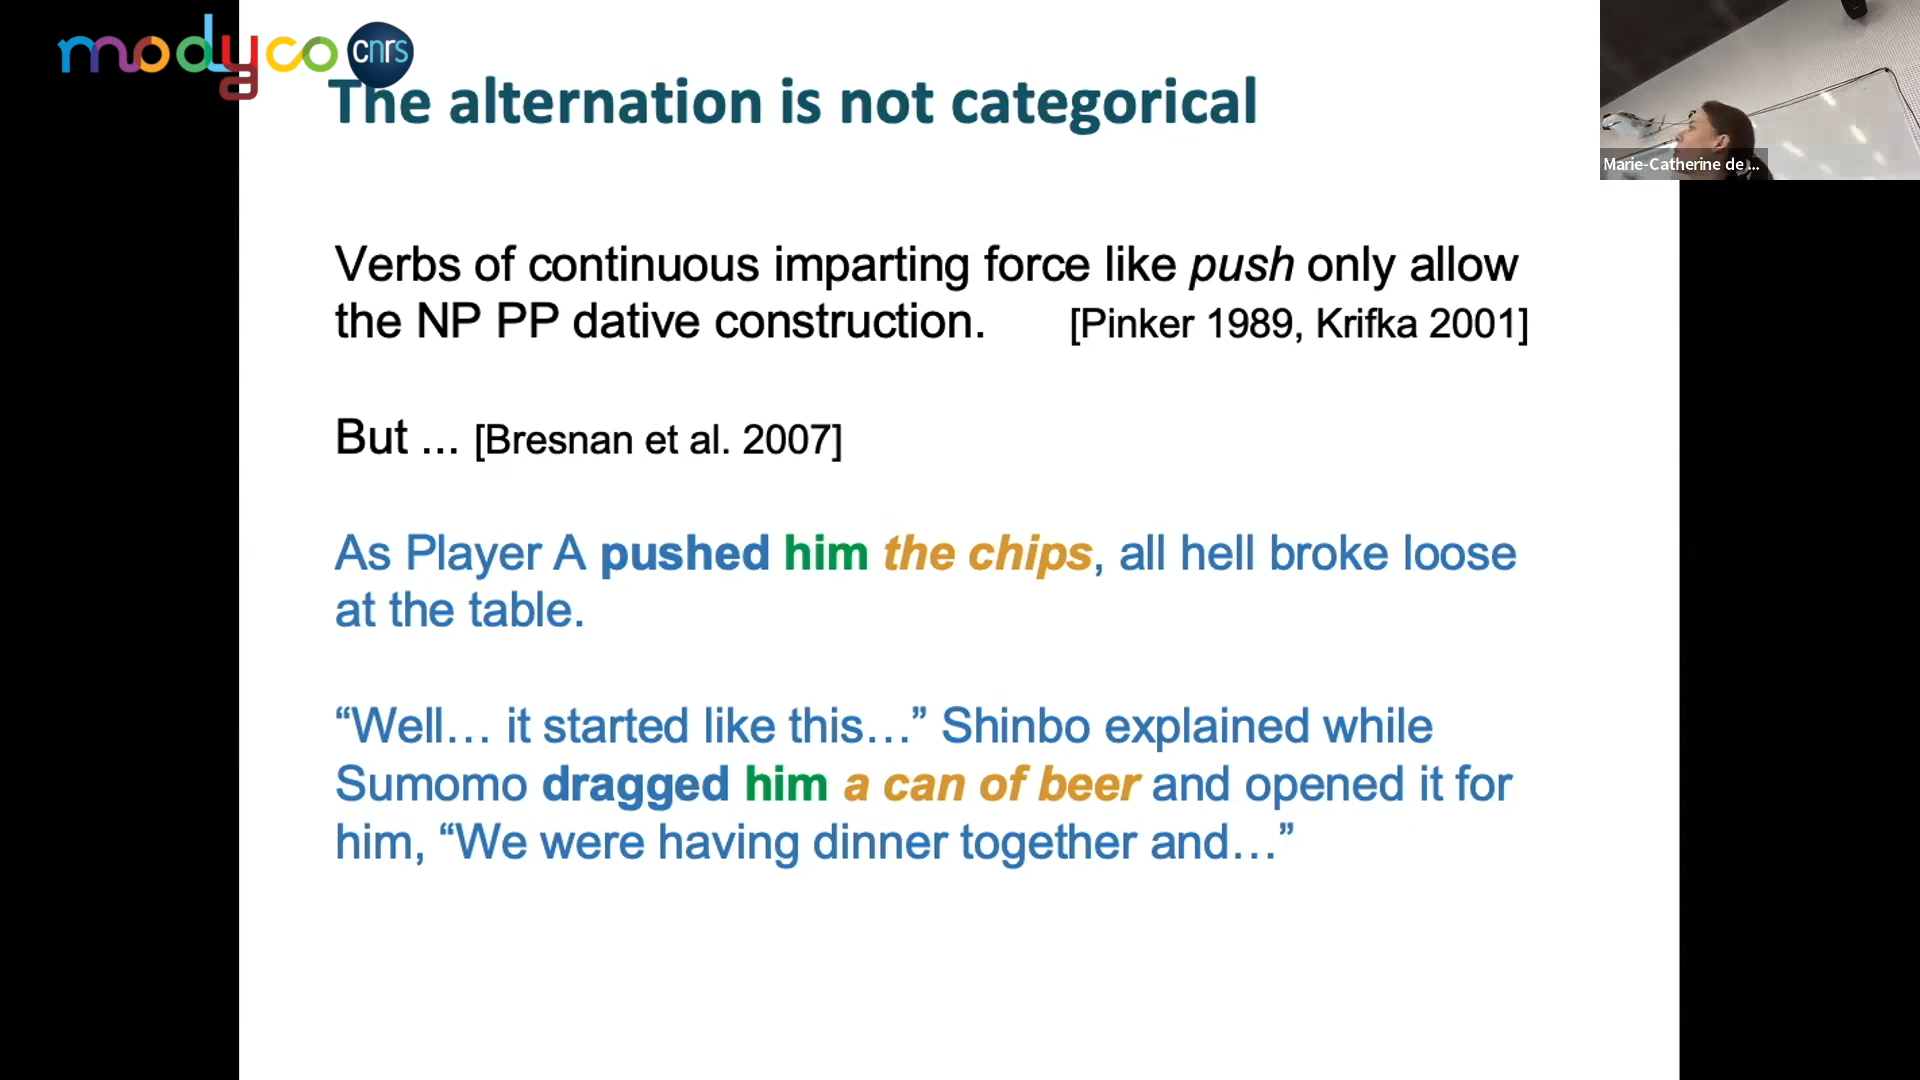 modyco cnrs
The alternation is not categorical
Marie-Catherine de ...
Verbs of continuous imparting force like push only allow
the NP PP dative construction. [Pinker 1989, Krifka 2001]
But ... [Bresnan et al. 2007]
As Player A pushed him the chips, all hell broke loose
at the table.
“Well… it started like this…” Shinbo explained while
Sumomo dragged him a can of beer and opened it for
him, “We were having dinner together and…”